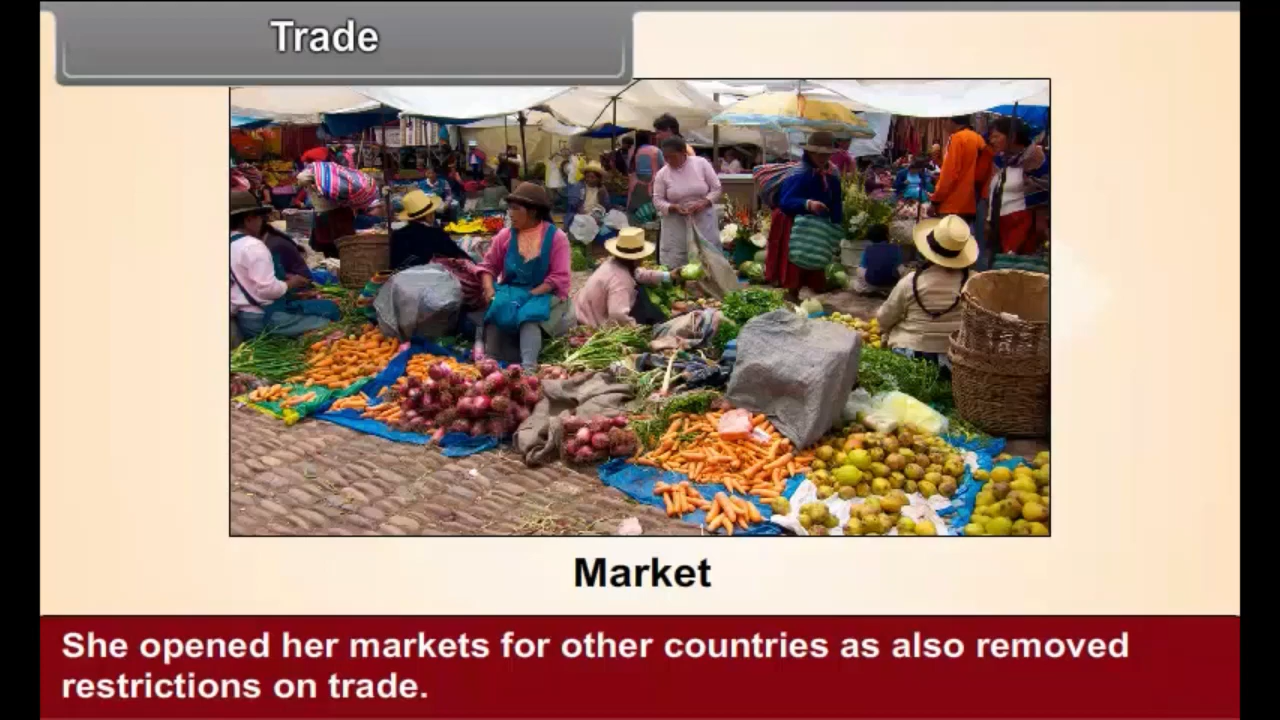 Trade
Market
She opened her markets for other countries as also removed
restrictions on trade.